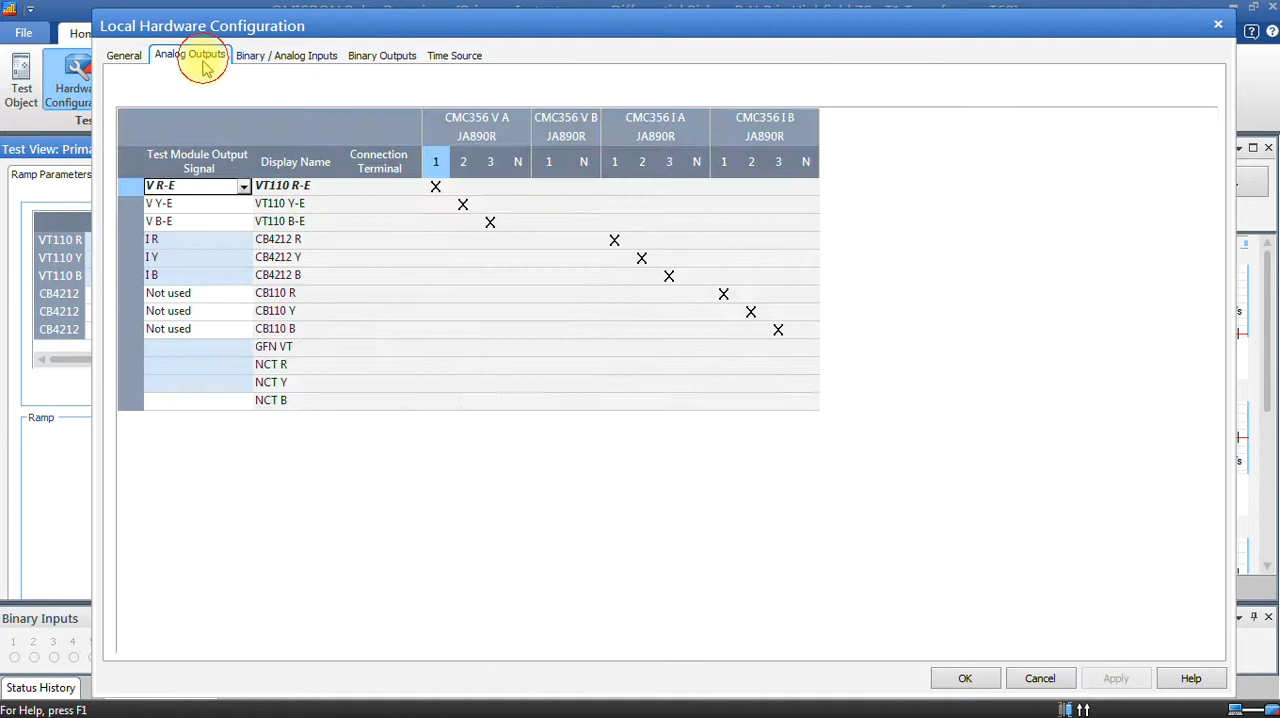 Local Hardware Configuration
File
Hom
General
Analog Outputs
Binary / Analog Inputs
Binary Outputs
Time Source
Test
Object
Hardw
Configura
Te
CMC356 V A
JA890R
CMC356 V B
JA890R
CMC356 I A
JA890R
CMC356 I B
JA890R
Test Module Output
Signal
Display Name
Connection
Terminal
1 2 3 N 1 N 1 2 3 N 1 2 3 N
V R-E VT110 R-E X
V Y-E VT110 Y-E X
V B-E VT110 B-E X
I R CB4212 R X
I Y CB4212 Y X
I B CB4212 B X
Not used CB110 R X
Not used CB110 Y X
Not used CB110 B X
GFN VT
NCT R
NCT Y
NCT B
Test View: Prima
Ramp Parameters
VT110 R
VT110 Y
VT110 B
CB4212
CB4212
CB4212
Ramp
Binary Inputs
1 2 3 4
Status History
OK
Cancel
Apply
Help
For Help, press F1